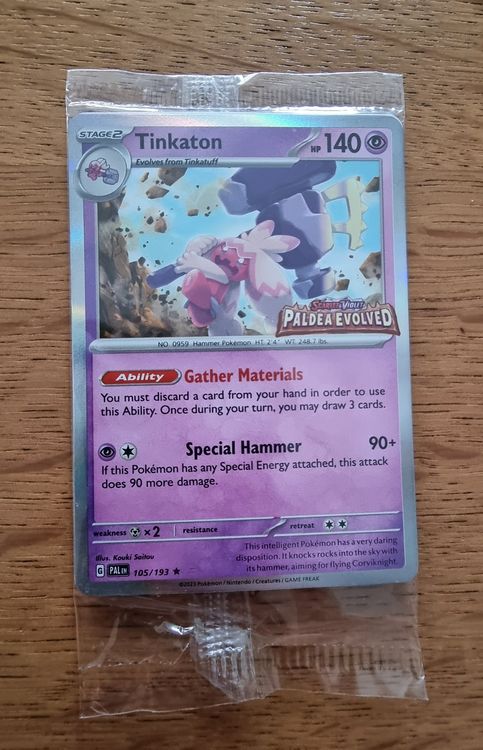 STAGE 2
Tinkaton
HP 140
Evolves from Tinkatuff
SCARLET & VIOLET
PALDEA EVOLVED
NO. 0959 Hammer Pokémon HT. 2'4" WT. 248.7 lbs.
Ability Gather Materials
You must discard a card from your hand in order to use
this Ability. Once during your turn, you may draw 3 cards.
Special Hammer 90+
If this Pokémon has any Special Energy attached, this attack
does 90 more damage.
weakness ×2 resistance retreat
Illus. Kouki Saitou
G PAL EN 105/193 ★
This intelligent Pokémon has a very daring
disposition. It knocks rocks into the sky with
its hammer, aiming for flying Corviknight.
©2023 Pokémon / Nintendo / Creatures / GAME FREAK